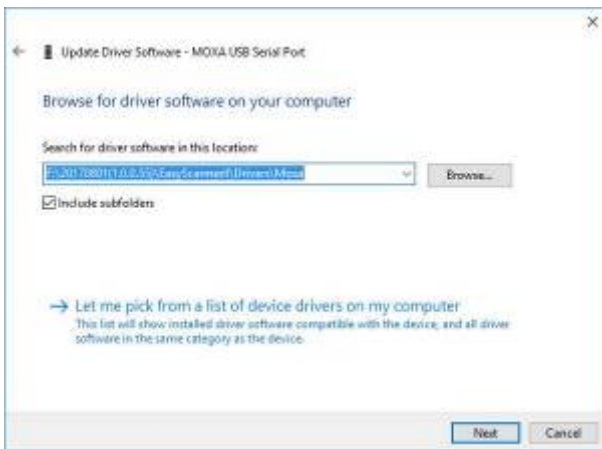 Update Driver Software - MOXA USB Serial Port
Browse for driver software on your computer
Search for driver software in this location:
Browse...
Include subfolders
Let me pick from a list of device drivers on my computer
This list will show installed driver software compatible with the device, and all driver
software in the same category as the device.
Next
Cancel